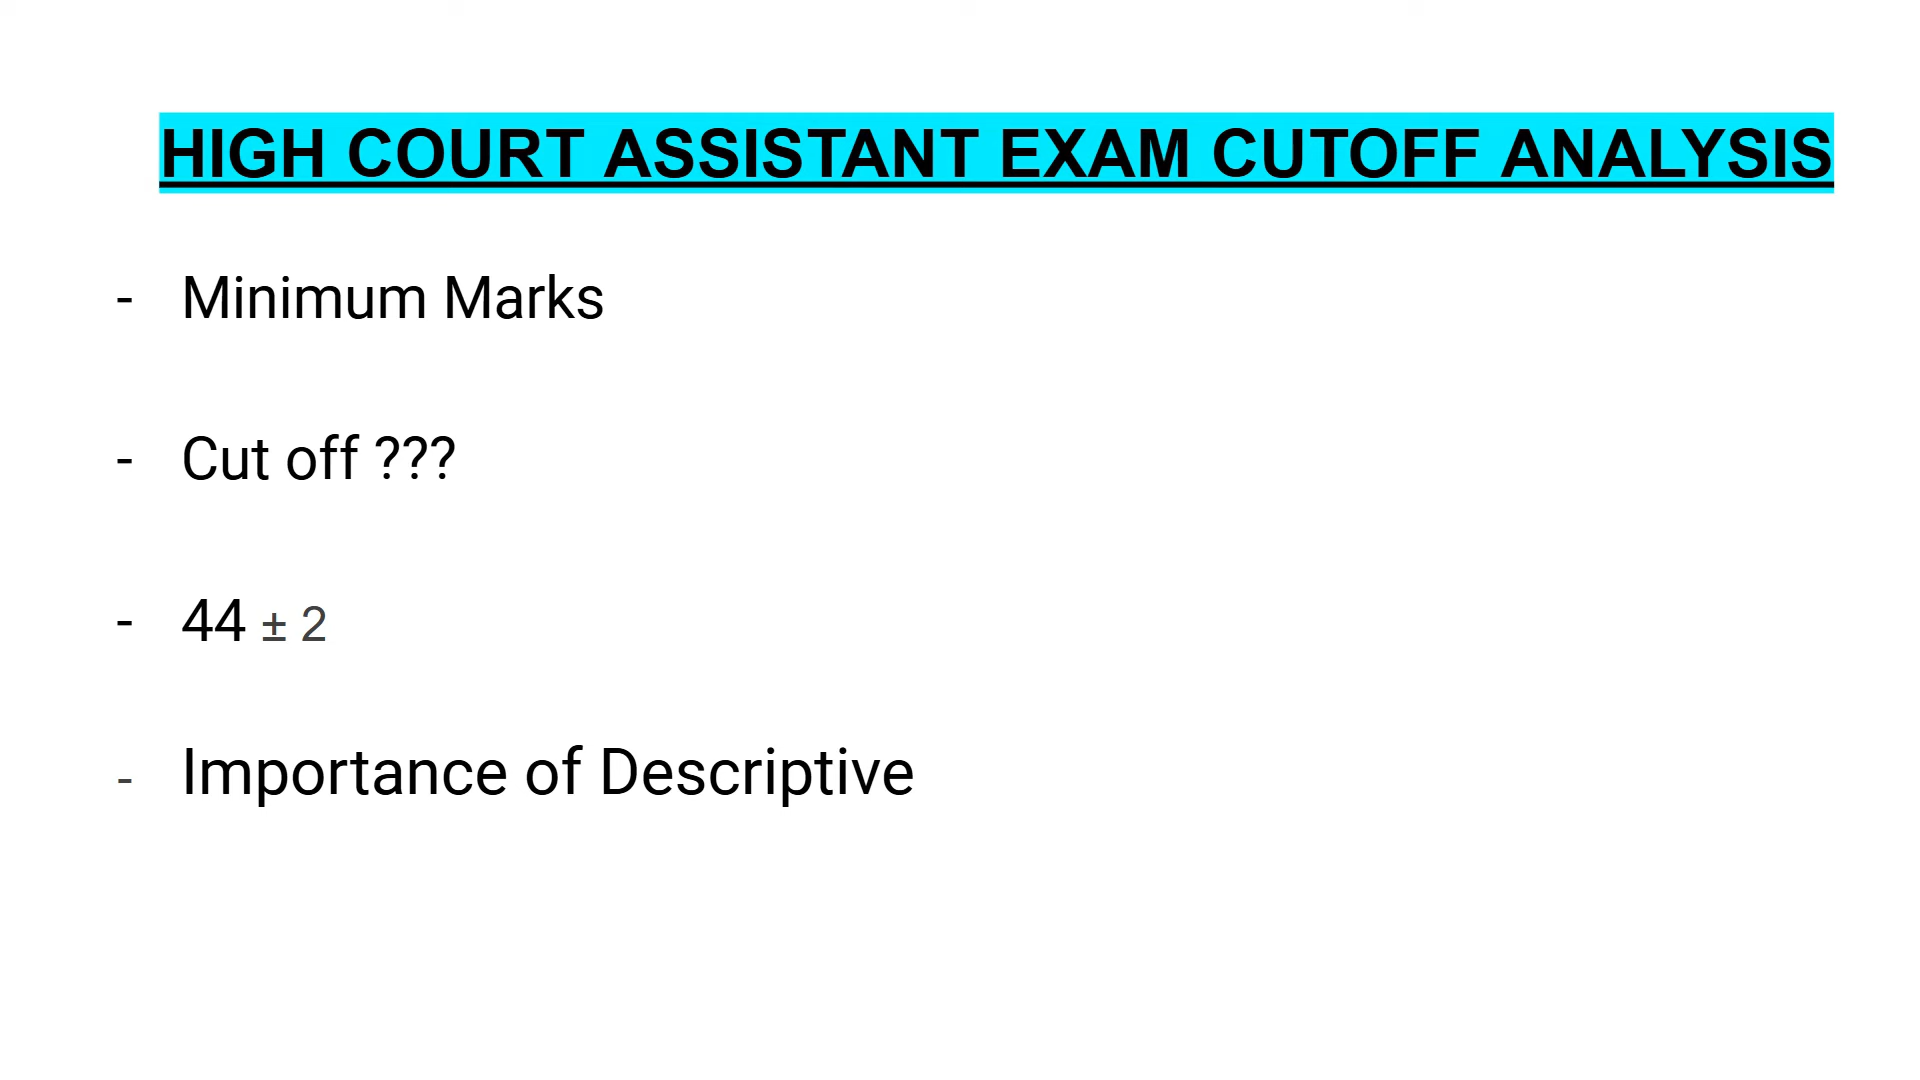 HIGH COURT ASSISTANT EXAM CUTOFF ANALYSIS
- Minimum Marks
- Cut off ???
- 44 ± 2
- Importance of Descriptive